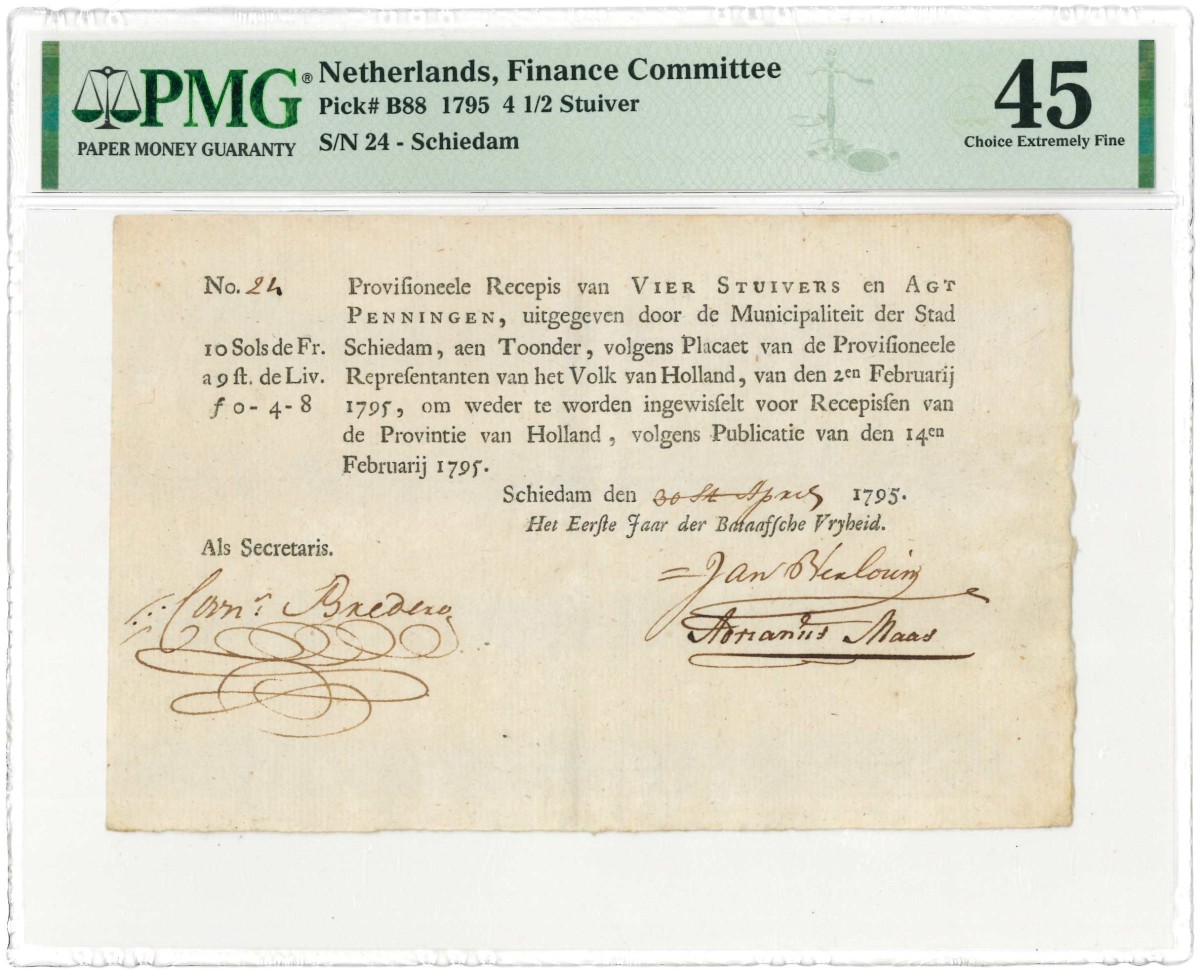 PMG®
PAPER MONEY GUARANTY
Netherlands, Finance Committee
Pick# B88 1795 4 1/2 Stuiver
S/N 24 - Schiedam
45
Choice Extremely Fine
No. 24
10 Sols de Fr.
a 9 ſt. de Liv.
f 0 - 4 - 8
Proviſioneele Recepis van VIER STUIVERS en AGT
PENNINGEN, uitgegeven door de Municipaliteit der Stad
Schiedam, aen Toonder, volgens Placaet van de Proviſioneele
Repreſentanten van het Volk van Holland, van den 2en Februarij
1795, om weder te worden ingewiſſelt voor Recepiſſen van
de Provintie van Holland, volgens Publicatie van den 14en
Februarij 1795.
Schiedam den 30st April 1795.
Het Eerſte Jaar der Bataafſche Vryheid.
Als Secretaris.
Corn.s Bredero
Jan
Adrianus Maas